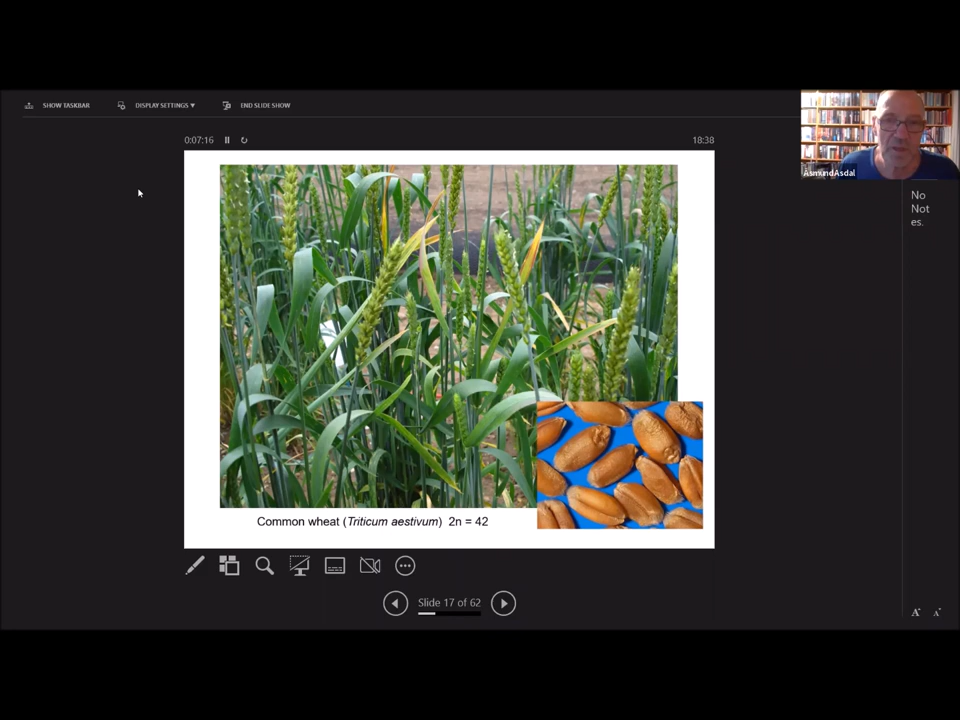 SHOW TASKBAR
DISPLAY SETTINGS ▾
END SLIDE SHOW
0:07:16
18:38
ÅsmundAsdal
No
Not
es.
Common wheat (Triticum aestivum) 2n = 42
Slide 17 of 62
A A